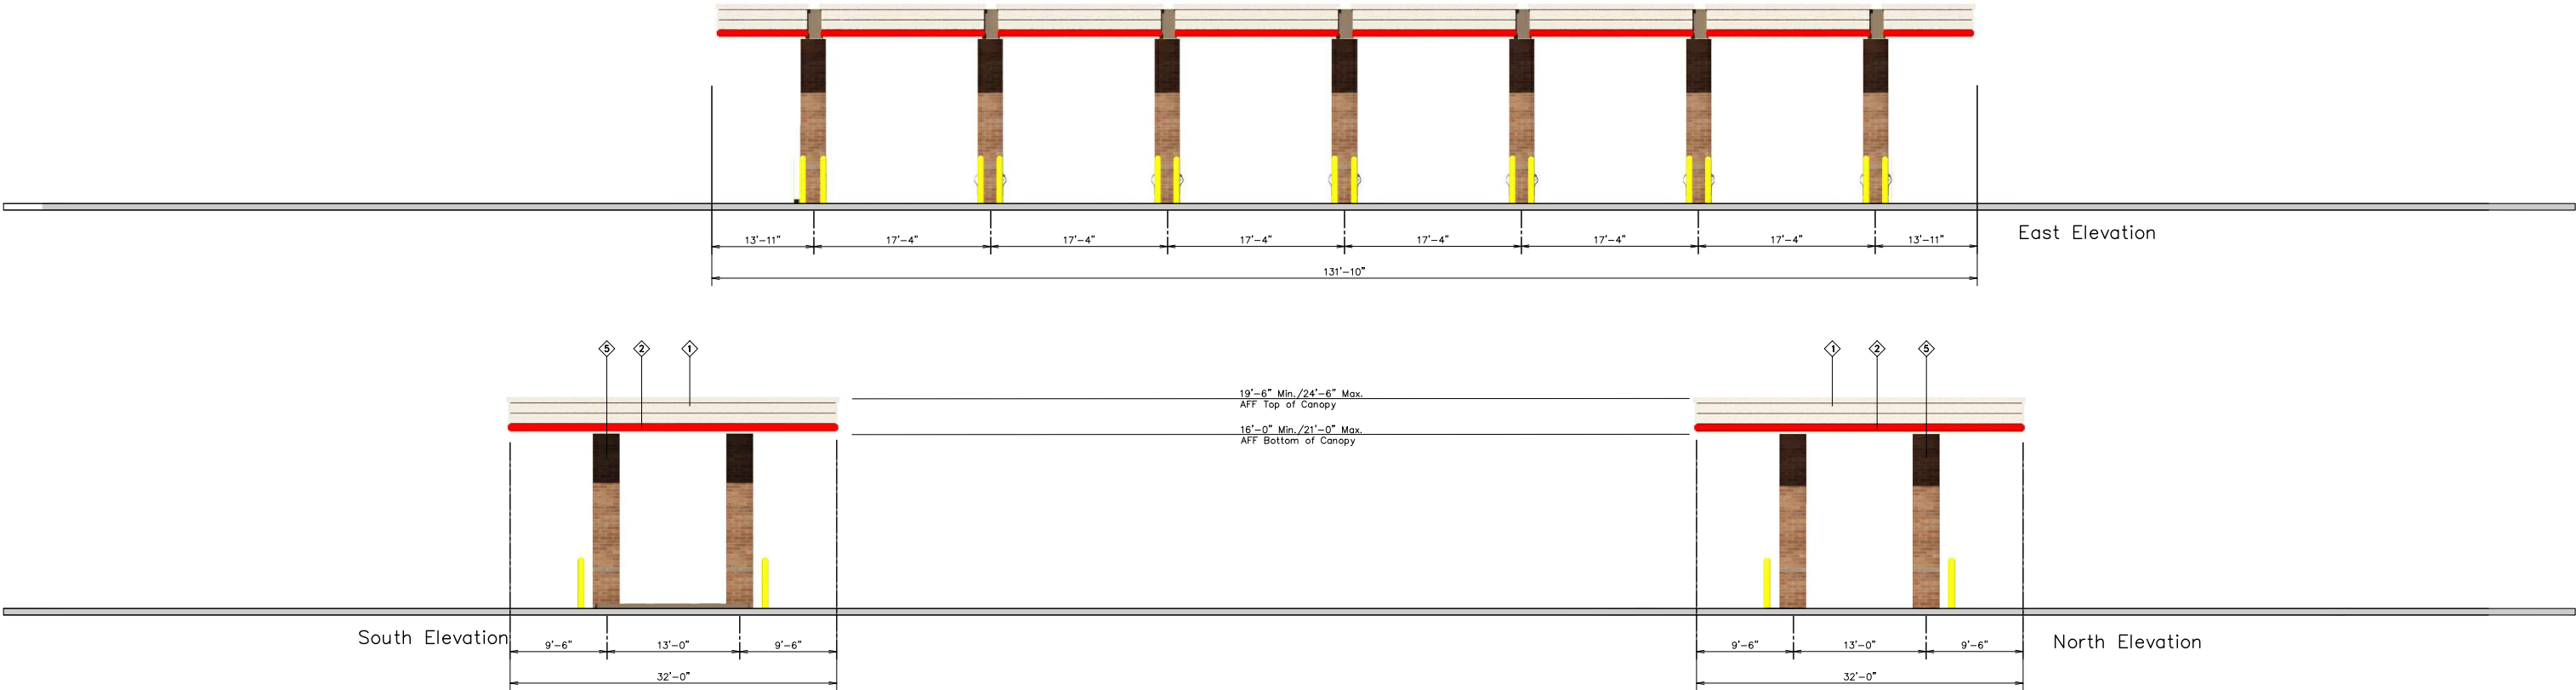 13'-11" 17'-4" 17'-4" 17'-4" 17'-4" 17'-4" 17'-4" 13'-11"
East Elevation
131'-10"
5 2 1
1 2 5
19'-6" Min./24'-6" Max.
AFF Top of Canopy
16'-0" Min./21'-0" Max.
AFF Bottom of Canopy
South Elevation
9'-6" 13'-0" 9'-6"
32'-0"
9'-6" 13'-0" 9'-6"
North Elevation
32'-0"